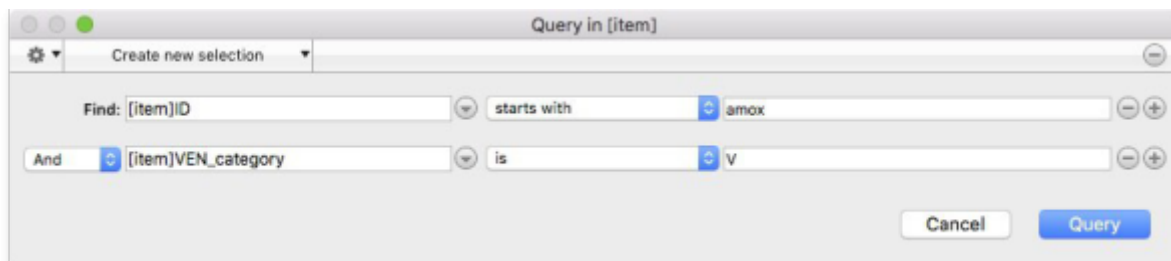 Query in [item]
Create new selection
Find: [item]ID starts with amox
And [item]VEN_category is V
Cancel Query